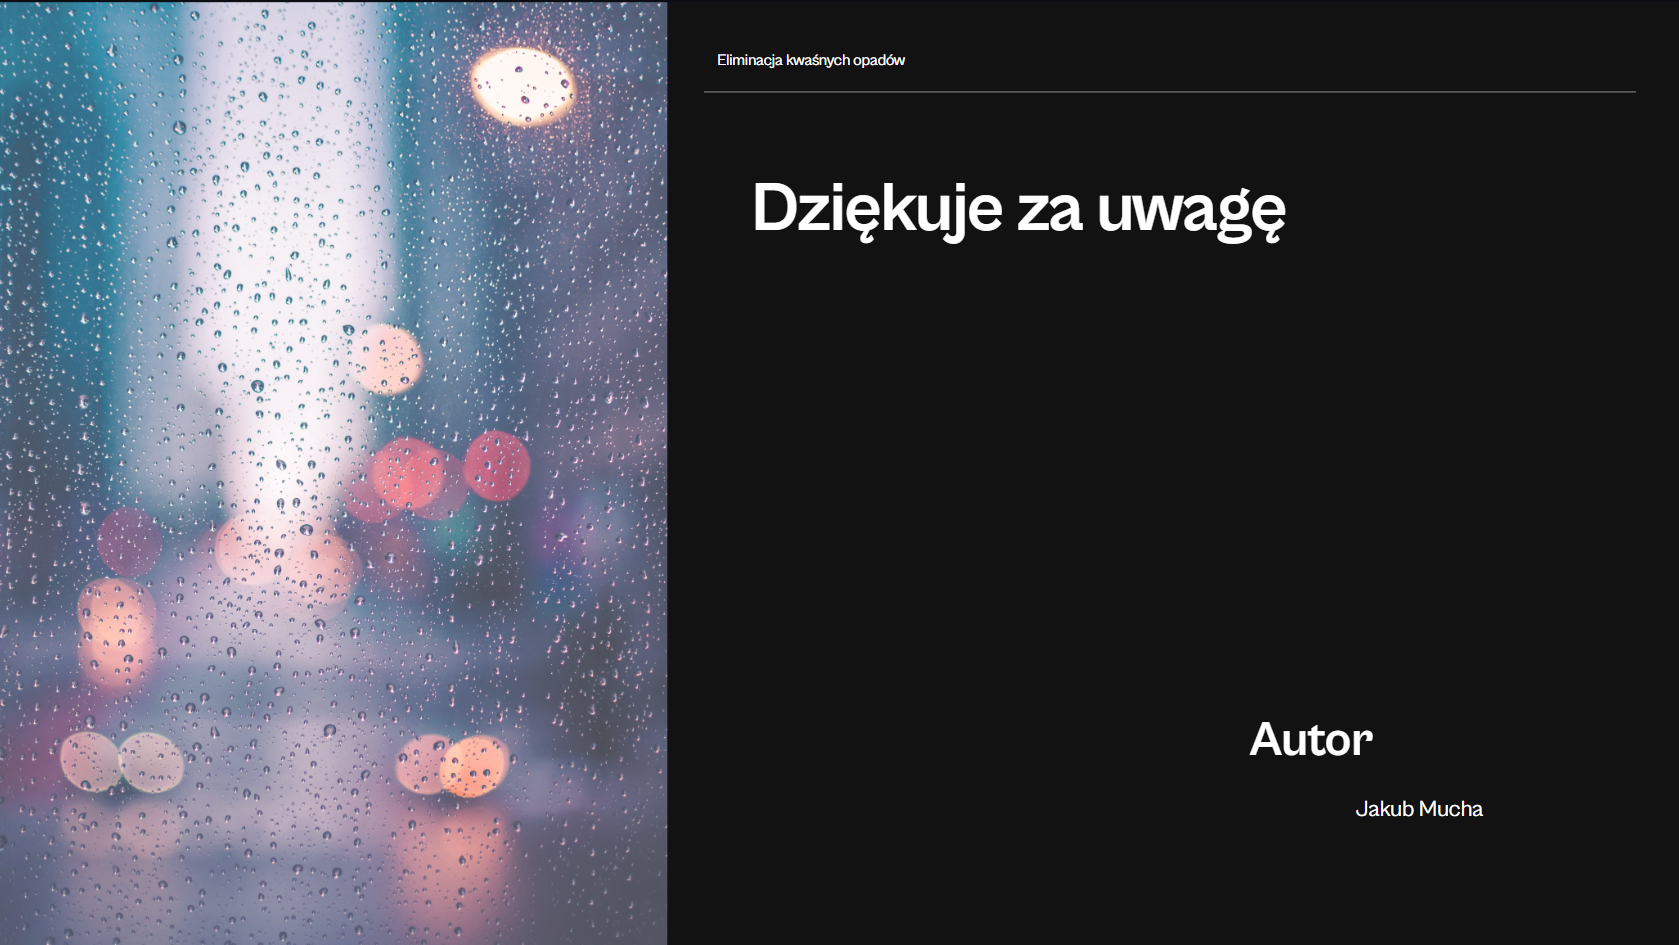 Eliminacja kwaśnych opadów
Dziękuje za uwagę
Autor
Jakub Mucha